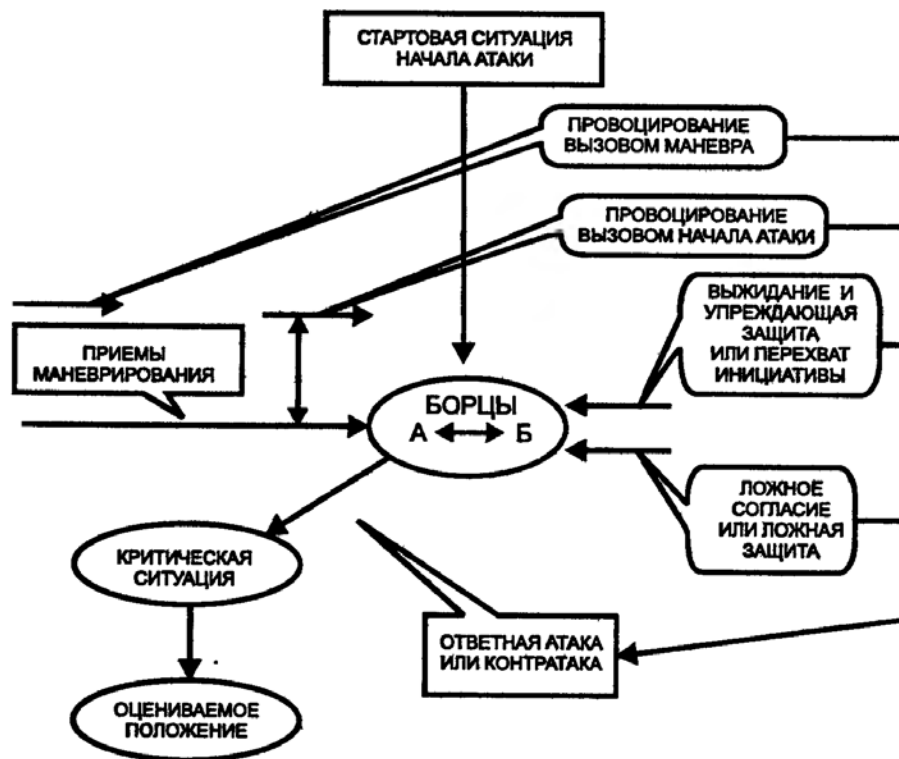 СТАРТОВАЯ СИТУАЦИЯ
НАЧАЛА АТАКИ
ПРОВОЦИРОВАНИЕ
ВЫЗОВОМ МАНЕВРА
ПРОВОЦИРОВАНИЕ
ВЫЗОВОМ НАЧАЛА АТАКИ
ВЫЖИДАНИЕ И
УПРЕЖДАЮЩАЯ
ЗАЩИТА
ИЛИ ПЕРЕХВАТ
ИНИЦИАТИВЫ
ПРИЕМЫ
МАНЕВРИРОВАНИЯ
БОРЦЫ
А Б
ЛОЖНОЕ
СОГЛАСИЕ
ИЛИ ЛОЖНАЯ
ЗАЩИТА
КРИТИЧЕСКАЯ
СИТУАЦИЯ
ОТВЕТНАЯ АТАКА
ИЛИ КОНТРАТАКА
ОЦЕНИВАЕМОЕ
ПОЛОЖЕНИЕ